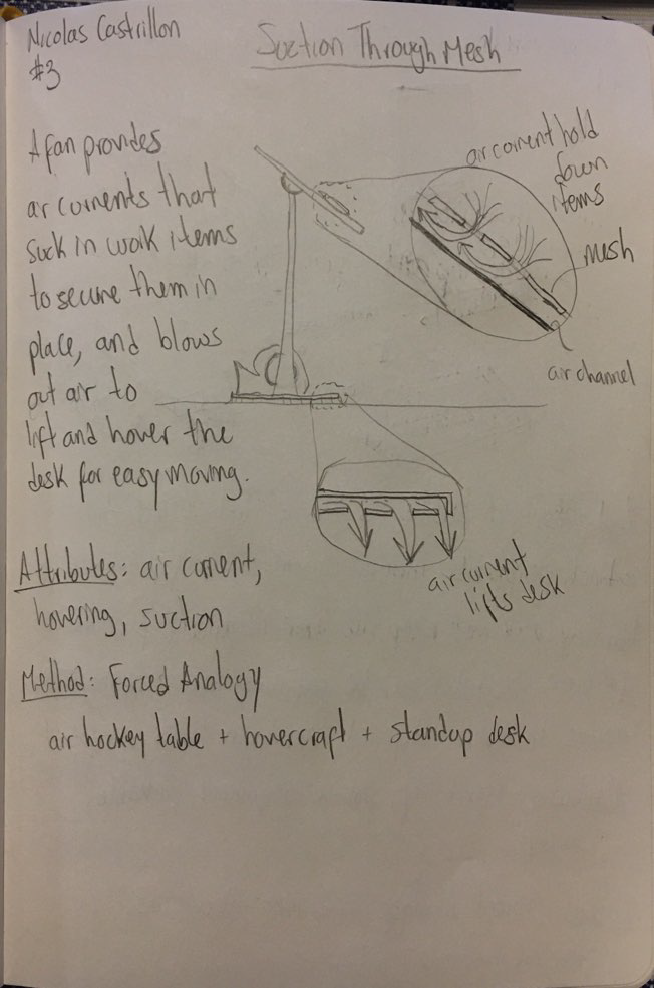 Nicolas Castrillon
#3
Suction Through Mesh
A fan provides
air currents that
suck in work items
to secure them in
place, and blows
out air to
lift and hover the
desk for easy moving.
air current hold
down
items
mesh
air channel
air current
lifts desk
Attributes: air current,
hovering, suction
Method: Forced Analogy
air hockey table + hovercraft + standup desk